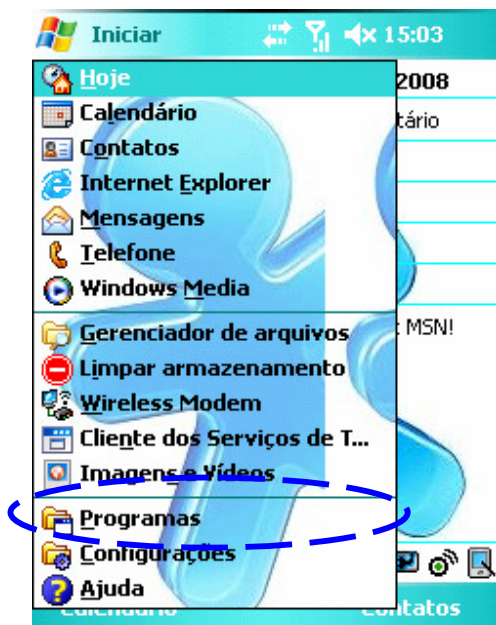 Iniciar 15:03
Hoje 2008
Calendário tário
Contatos
Internet Explorer
Mensagens
Telefone
Windows Media
Gerenciador de arquivos MSN!
Limpar armazenamento
Wireless Modem
Cliente dos Serviços de T...
Imagens e Vídeos
Programas
Configurações
Ajuda
Calendário Contatos